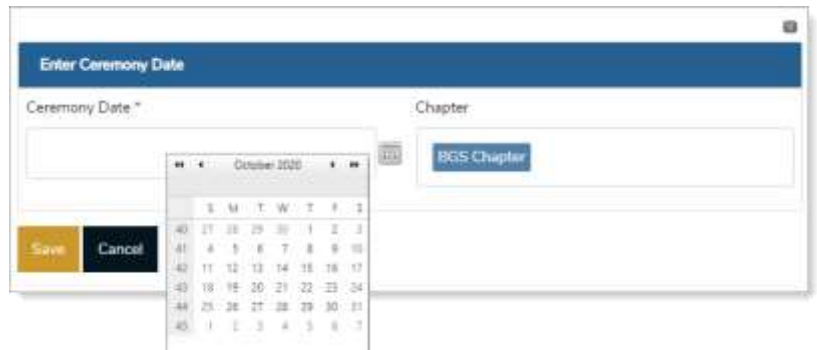 Enter Ceremony Date
Ceremony Date *
Chapter
BGS Chapter
October 2020
S M T W T F S
40 27 28 29 30 1 2 3
41 4 5 6 7 8 9 10
42 11 12 13 14 15 16 17
43 18 19 20 21 22 23 24
44 25 26 27 28 29 30 31
45 1 2 3 4 5 6 7
Save Cancel